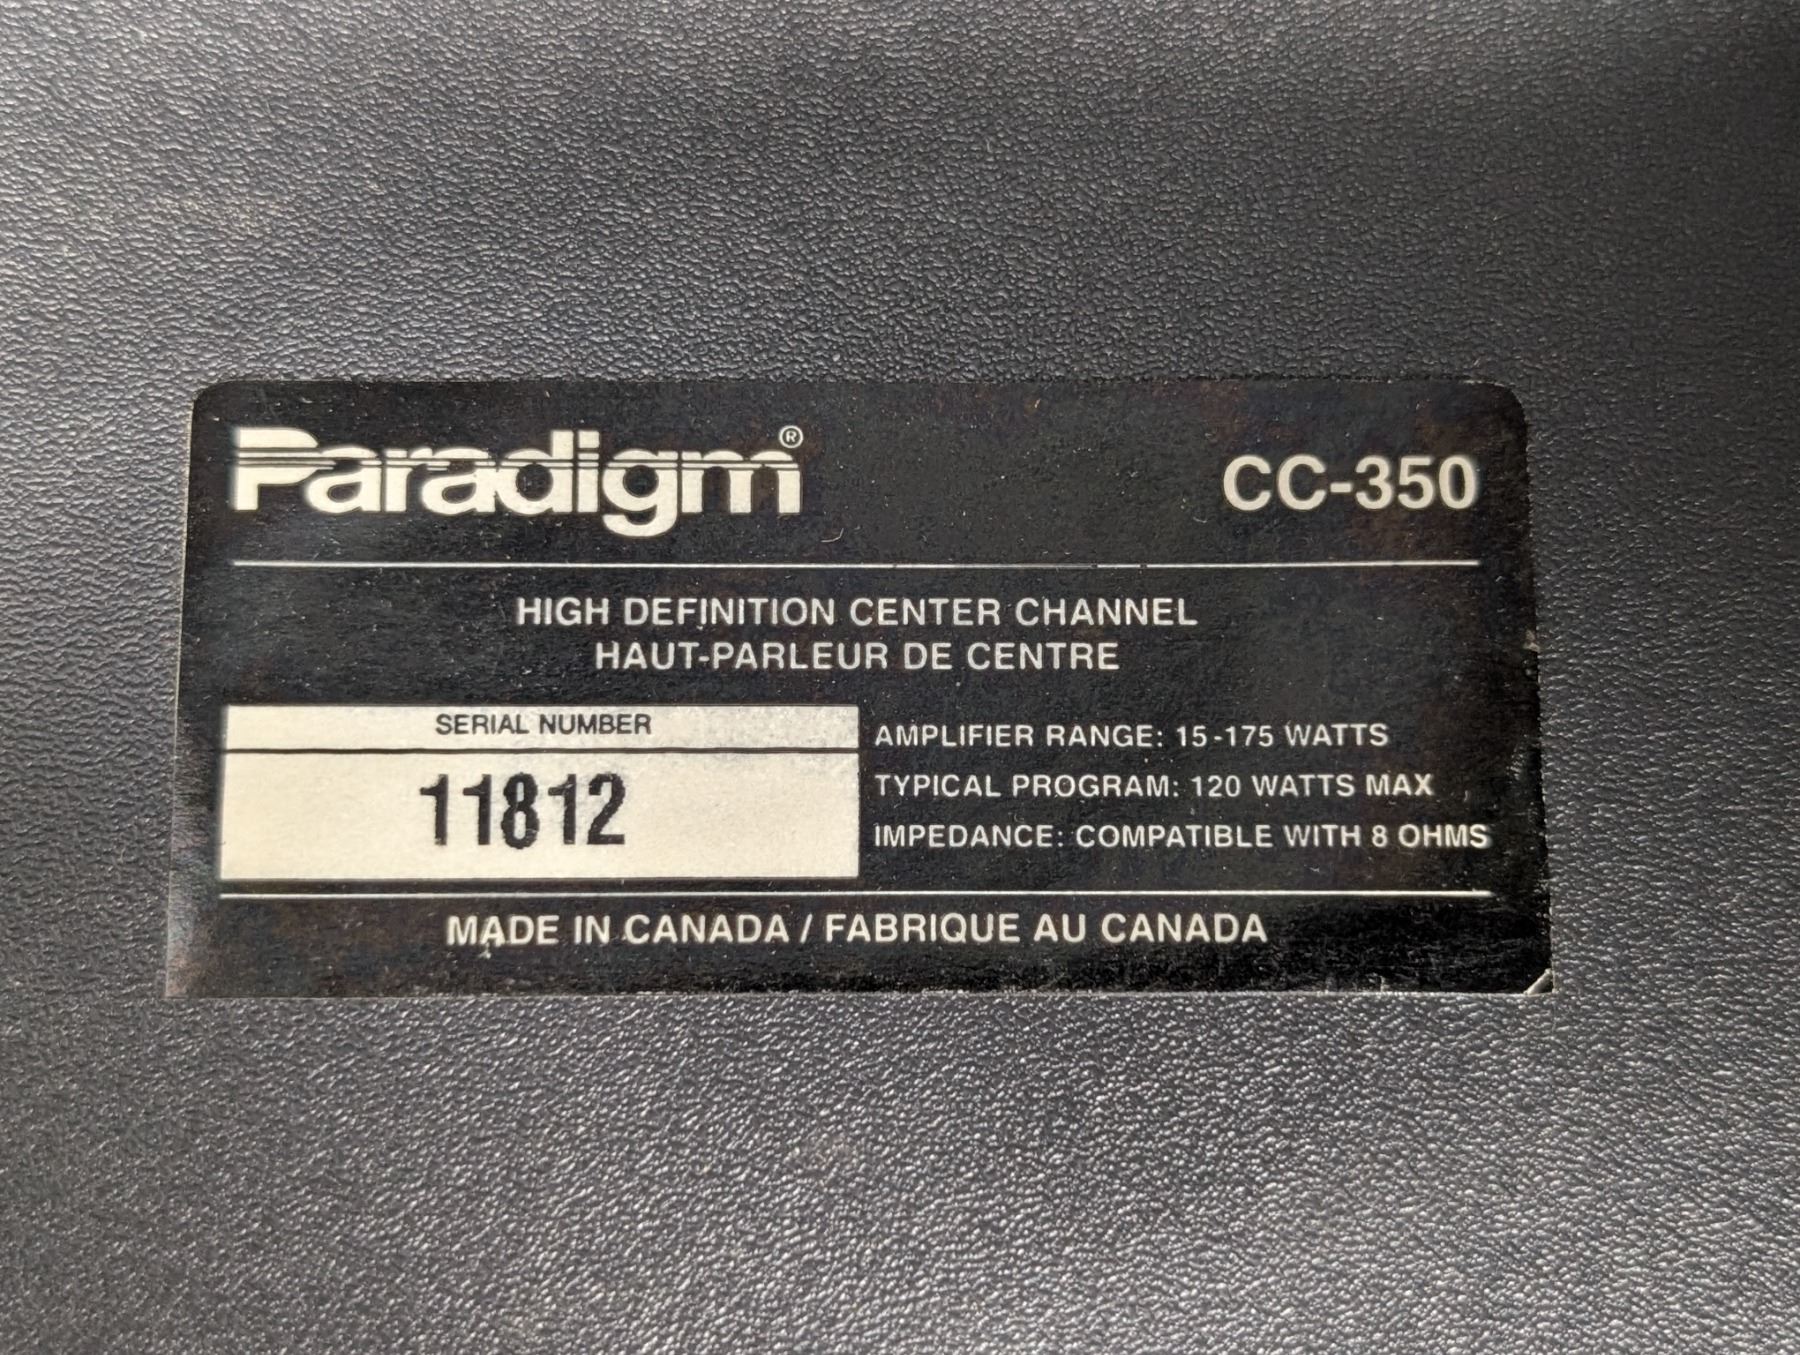 Paradigm®
CC-350
HIGH DEFINITION CENTER CHANNEL
HAUT-PARLEUR DE CENTRE
SERIAL NUMBER
11812
AMPLIFIER RANGE: 15-175 WATTS
TYPICAL PROGRAM: 120 WATTS MAX
IMPEDANCE: COMPATIBLE WITH 8 OHMS
MADE IN CANADA / FABRIQUE AU CANADA